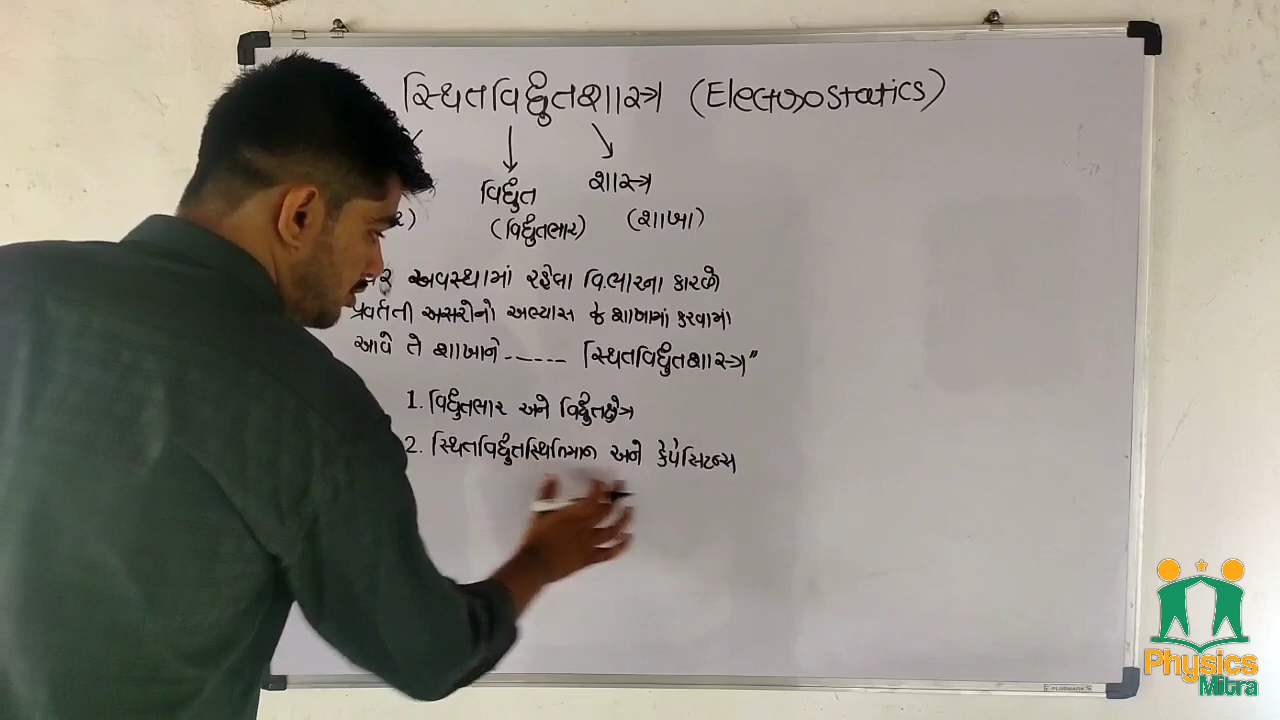 સ્થિતવિદ્યુતશાસ્ત્ર (Electrostatics)
વિદ્યુત શાસ્ત્ર
(વિદ્યુતભાર) (શાખા)
અવસ્થામાં રહેલા વિ.ભારના કારણે
પ્રવર્તતી અસરોનો અભ્યાસ જે શાખામાં કરવામાં
આવે તે શાખાને ------ સ્થિતવિદ્યુતશાસ્ત્ર"
1. વિદ્યુતભાર અને વિદ્યુતક્ષેત્ર
2. સ્થિતવિદ્યુતસ્થિતિમાન અને કેપેસિટન્સ
Physics
Mitra